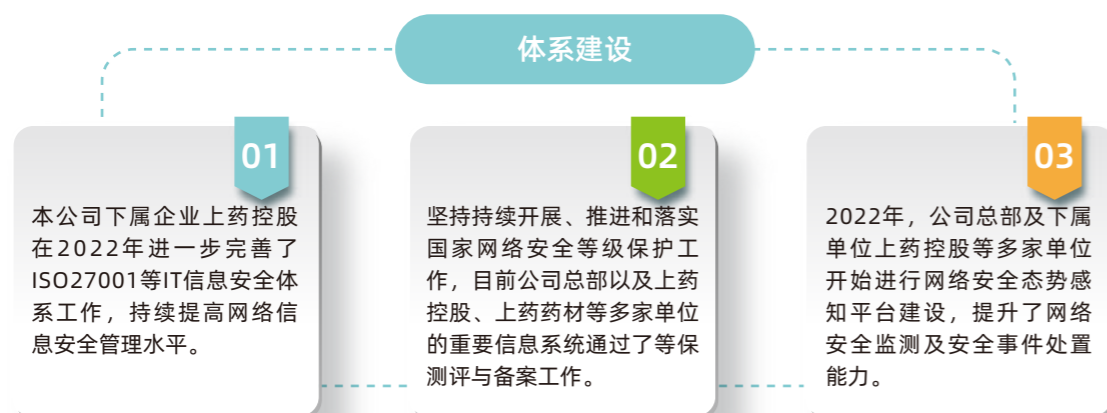 体系建设
01
本公司下属企业上药控股
在2022年进一步完善了
ISO27001等IT信息安全体
系工作，持续提高网络信
息安全管理水平。
02
坚持持续开展、推进和落实
国家网络安全等级保护工
作，目前公司总部以及上药
控股、上药药材等多家单位
的重要信息系统通过了等保
测评与备案工作。
03
2022年，公司总部及下属
单位上药控股等多家单位
开始进行网络安全态势感
知平台建设，提升了网络
安全监测及安全事件处置
能力。